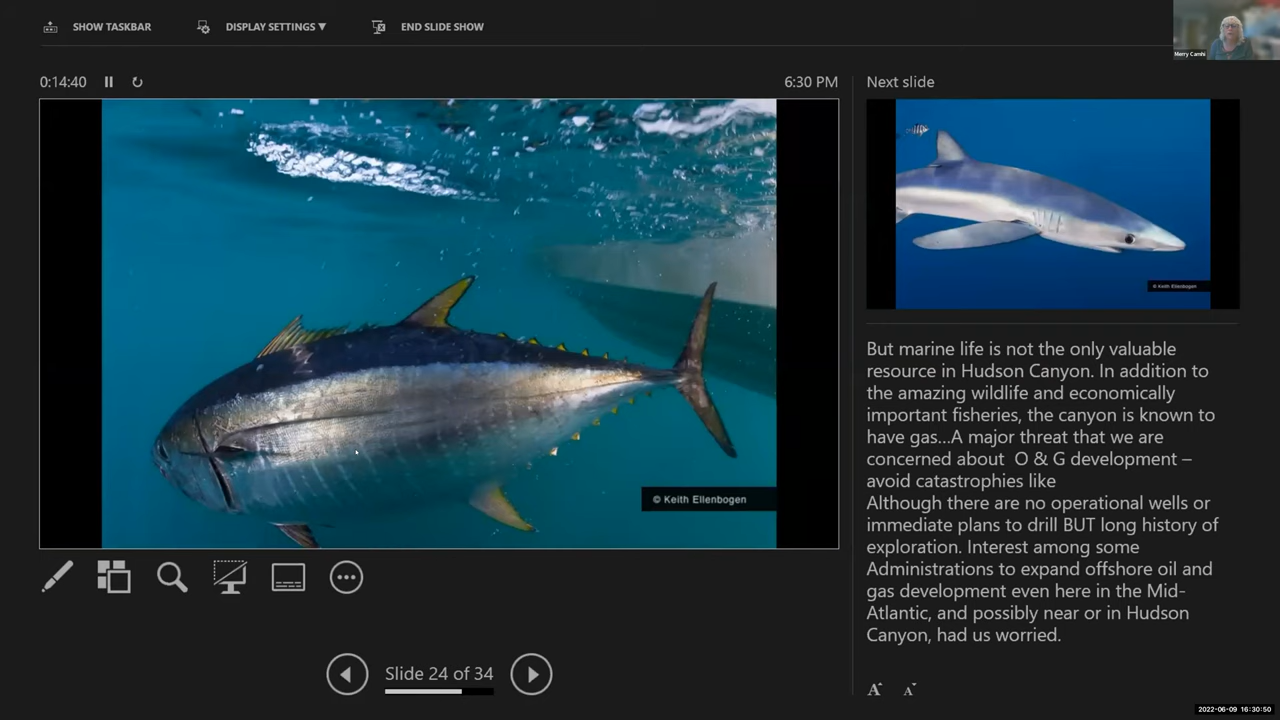 SHOW TASKBAR
DISPLAY SETTINGS ▼
END SLIDE SHOW
Merry Camhi
0:14:40
6:30 PM
Next slide
© Keith Ellenbogen
© Keith Ellenbogen
But marine life is not the only valuable
resource in Hudson Canyon. In addition to
the amazing wildlife and economically
important fisheries, the canyon is known to
have gas...A major threat that we are
concerned about  O & G development –
avoid catastrophies like
Although there are no operational wells or
immediate plans to drill BUT long history of
exploration. Interest among some
Administrations to expand offshore oil and
gas development even here in the Mid-
Atlantic, and possibly near or in Hudson
Canyon, had us worried.
Slide 24 of 34
A A
2022-06-09 16:30:50